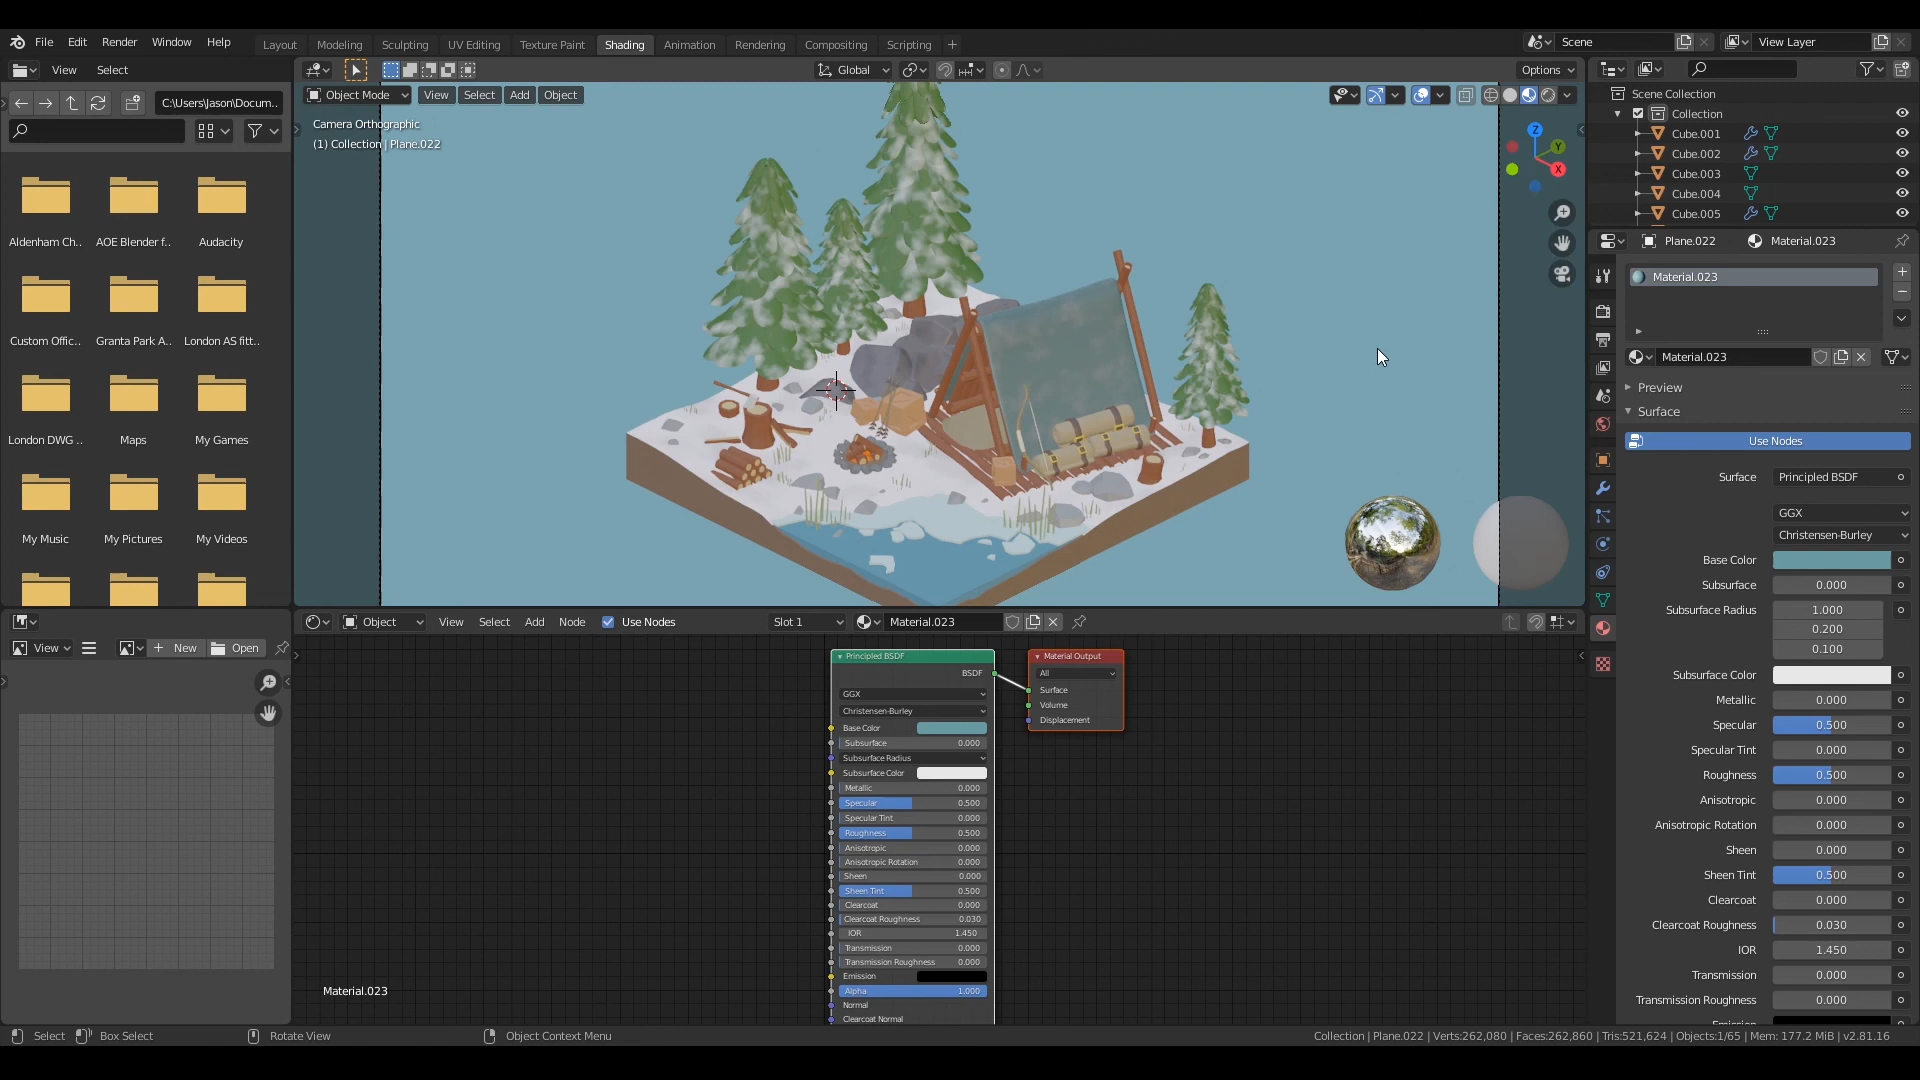 File Edit Render Window Help Layout Modeling Sculpting UV Editing Texture Paint Shading Animation Rendering Compositing Scripting + Scene View Layer
View Select Global Options
C:\Users\Jason\Docum.. Object Mode View Select Add Object
Scene Collection
Camera Orthographic
(1) Collection | Plane.022
Collection
Cube.001
Cube.002
Cube.003
Cube.004
Cube.005
Z
Y
X
Aldenham Ch.. AOE Blender f.. Audacity
Custom Offic.. Granta Park A.. London AS fitt..
London DWG .. Maps My Games
My Music My Pictures My Videos
Plane.022 Material.023
Material.023
Material.023
Preview
Surface
Use Nodes
Surface Principled BSDF
GGX
Christensen-Burley
Base Color
Subsurface 0.000
Subsurface Radius 1.000
0.200
0.100
Subsurface Color
Metallic 0.000
Specular 0.500
Specular Tint 0.000
Roughness 0.500
Anisotropic 0.000
Anisotropic Rotation 0.000
Sheen 0.000
Sheen Tint 0.500
Clearcoat 0.000
Clearcoat Roughness 0.030
IOR 1.450
Transmission 0.000
Transmission Roughness 0.000
Object View Select Add Node Use Nodes Slot 1 Material.023
View New Open
Principled BSDF
BSDF
GGX
Christensen-Burley
Base Color
Subsurface 0.000
Subsurface Radius
Subsurface Color
Metallic 0.000
Specular 0.500
Specular Tint 0.000
Roughness 0.500
Anisotropic 0.000
Anisotropic Rotation 0.000
Sheen 0.000
Sheen Tint 0.500
Clearcoat 0.000
Clearcoat Roughness 0.030
IOR 1.450
Transmission 0.000
Transmission Roughness 0.000
Emission
Alpha 1.000
Normal
Clearcoat Normal
Material Output
All
Surface
Volume
Displacement
Material.023
Select Box Select Rotate View Object Context Menu Collection | Plane.022 | Verts:262,080 | Faces:262,860 | Tris:521,624 | Objects:1/65 | Mem: 177.2 MiB | v2.81.16